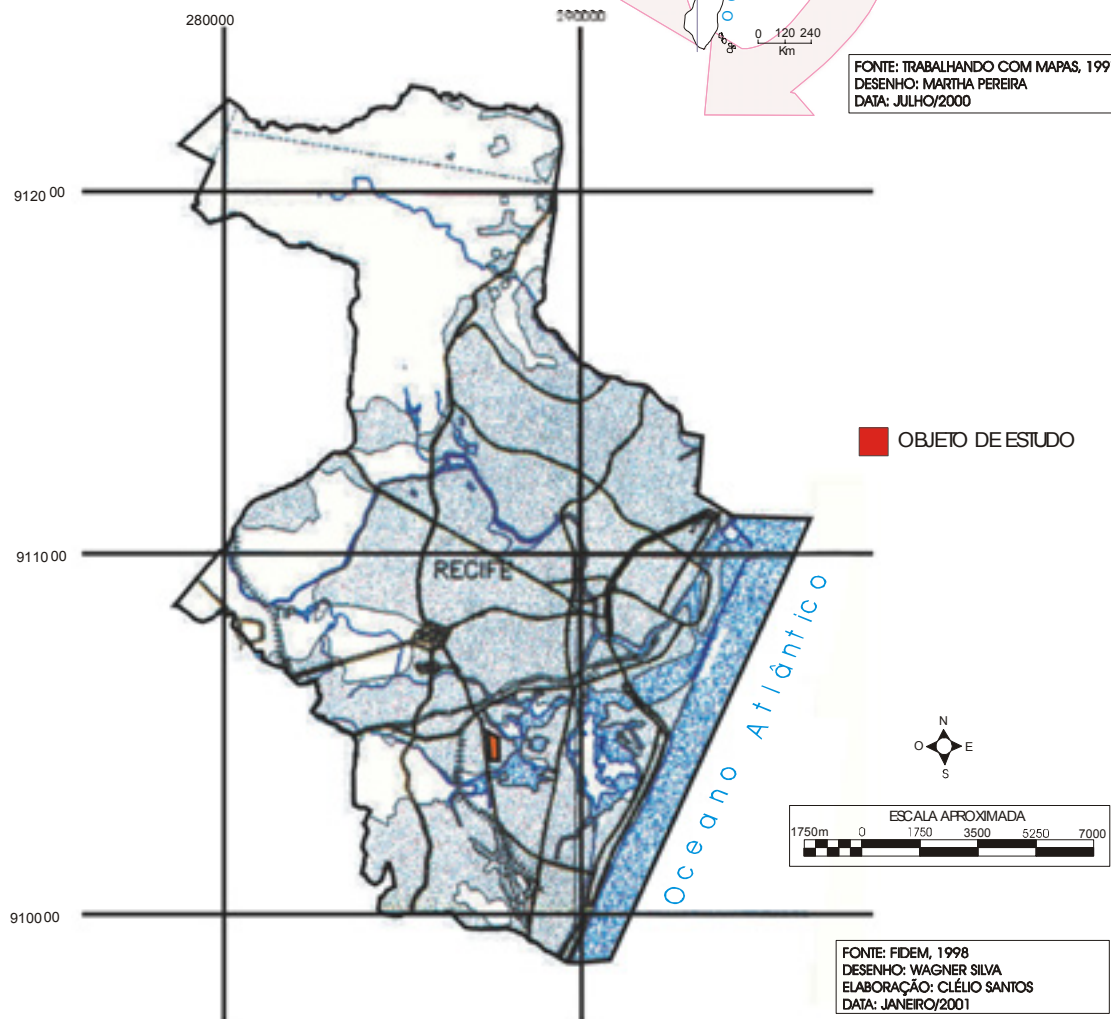 280000
290000
0 120 240
Km
FONTE: TRABALHANDO COM MAPAS, 199
DESENHO: MARTHA PEREIRA
DATA: JULHO/2000
9120 00
OBJETO DE ESTUDO
9110 00
RECIFE
Oceano Atlântico
N
O E
S
ESCALA APROXIMADA
1750m 0 1750 3500 5250 7000
9100 00
FONTE: FIDEM, 1998
DESENHO: WAGNER SILVA
ELABORAÇÃO: CLÉLIO SANTOS
DATA: JANEIRO/2001